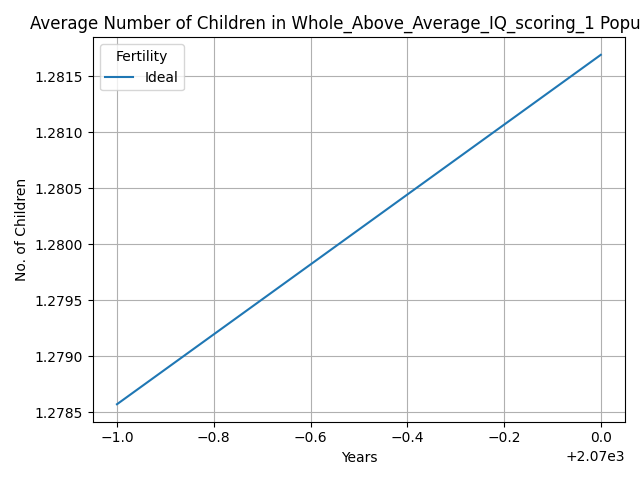 Average Number of Children in Whole_Above_Average_IQ_scoring_1 Popu
Fertility
Ideal
1.2815
1.2810
1.2805
1.2800
1.2795
1.2790
1.2785
No. of Children
−1.0 −0.8 −0.6 −0.4 −0.2 0.0
Years
+2.07e3